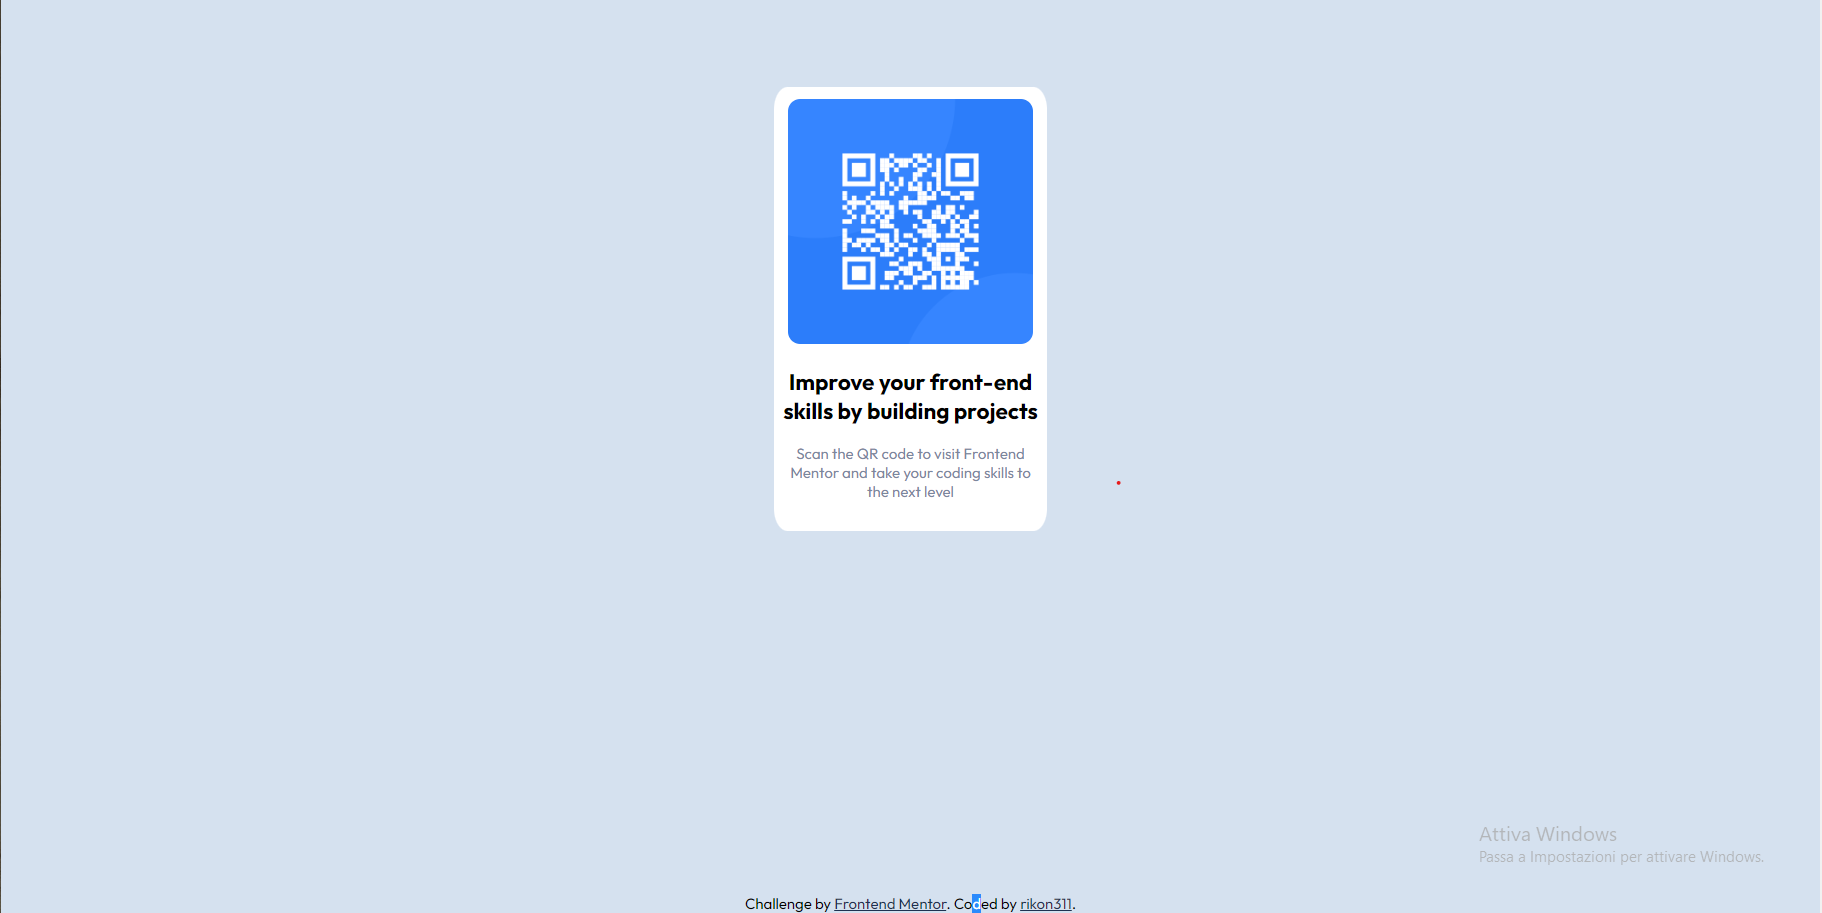 Improve your front-end
skills by building projects
Scan the QR code to visit Frontend
Mentor and take your coding skills to
the next level
Attiva Windows
Passa a Impostazioni per attivare Windows.
Challenge by Frontend Mentor. Coded by rikon311.